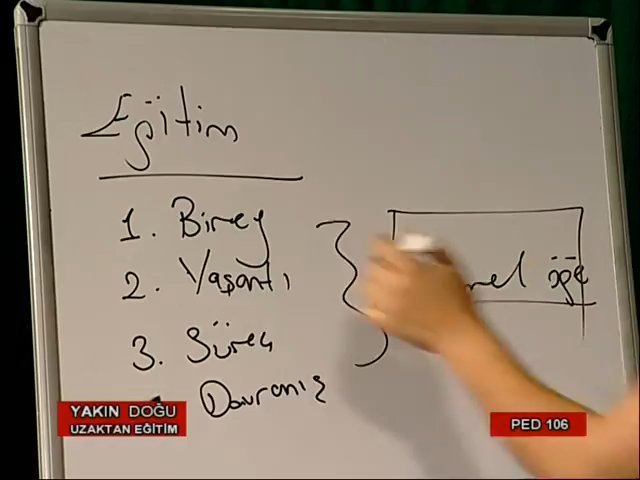 Eğitim
1. Birey
2. Yaşantı
3. Süreç
Davranış
öğe
YAKIN DOĞU
UZAKTAN EĞİTİM
PED 106